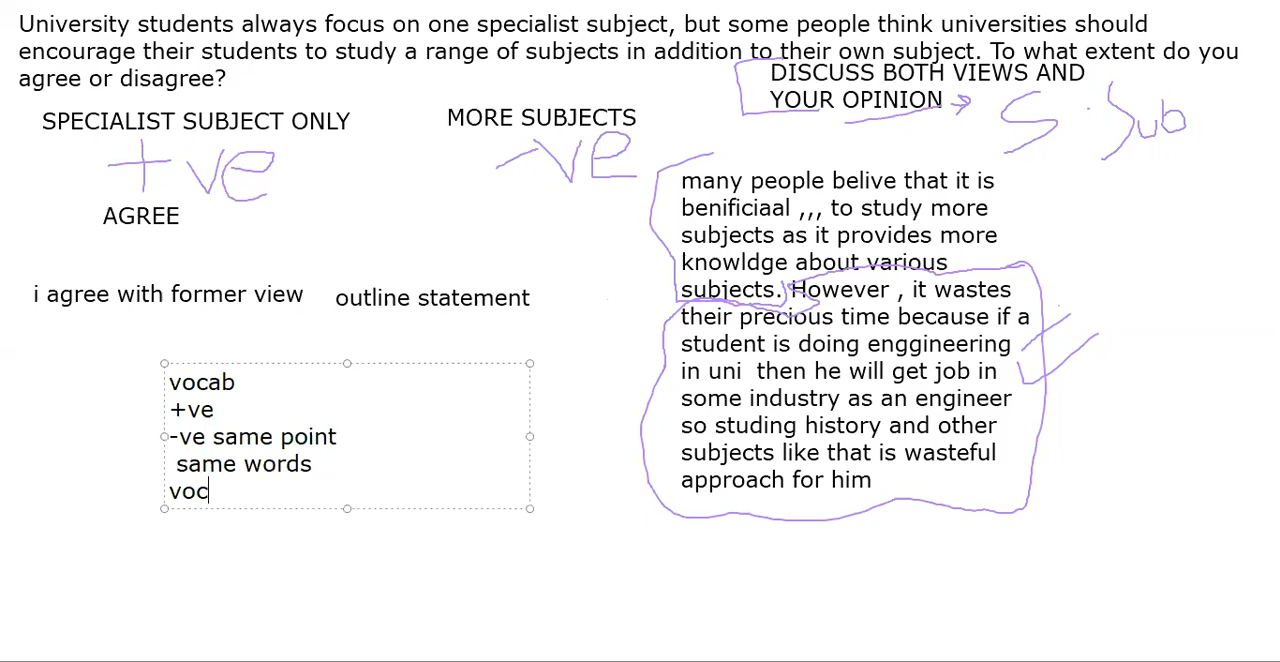 University students always focus on one specialist subject, but some people think universities should
encourage their students to study a range of subjects in addition to their own subject. To what extent do you
agree or disagree?
DISCUSS BOTH VIEWS AND
YOUR OPINION
S.Sub
SPECIALIST SUBJECT ONLY
MORE SUBJECTS
+ve
-ve
AGREE
many people belive that it is
benificiaal ,,, to study more
subjects as it provides more
knowldge about various
subjects. However , it wastes
their precious time because if a
student is doing enggineering
in uni  then he will get job in
some industry as an engineer
so studing history and other
subjects like that is wasteful
approach for him
i agree with former view
outline statement
vocab
+ve
-ve same point
same words
voc